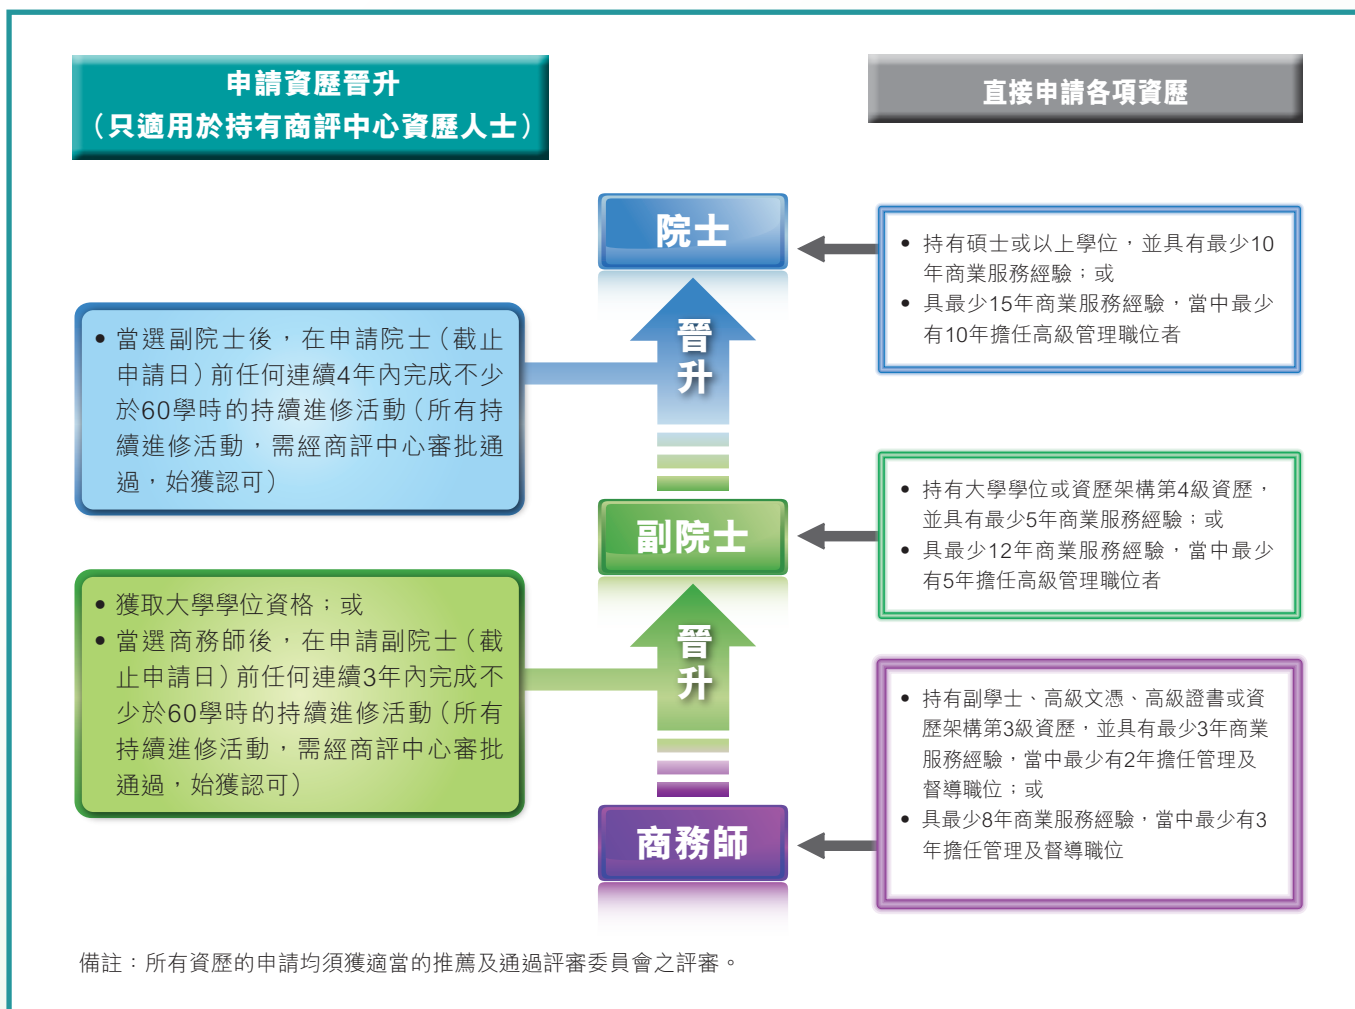 申請資歷晉升
（只適用於持有商評中心資歷人士）
直接申請各項資歷
院士
• 持有碩士或以上學位，並具有最少10
年商業服務經驗；或
• 具最少15年商業服務經驗，當中最少
有10年擔任高級管理職位者
晉
升
• 當選副院士後，在申請院士（截止
申請日）前任何連續4年內完成不少
於60學時的持續進修活動（所有持
續進修活動，需經商評中心審批通
過，始獲認可）
副院士
• 持有大學學位或資歷架構第4級資歷，
並具有最少5年商業服務經驗；或
• 具最少12年商業服務經驗，當中最少
有5年擔任高級管理職位者
晉
升
• 獲取大學學位資格；或
• 當選商務師後，在申請副院士（截
止申請日）前任何連續3年內完成不
少於60學時的持續進修活動（所有
持續進修活動，需經商評中心審批
通過，始獲認可）
商務師
• 持有副學士、高級文憑、高級證書或資
歷架構第3級資歷，並具有最少3年商業
服務經驗，當中最少有2年擔任管理及
督導職位；或
• 具最少8年商業服務經驗，當中最少有3
年擔任管理及督導職位
備註：所有資歷的申請均須獲適當的推薦及通過評審委員會之評審。